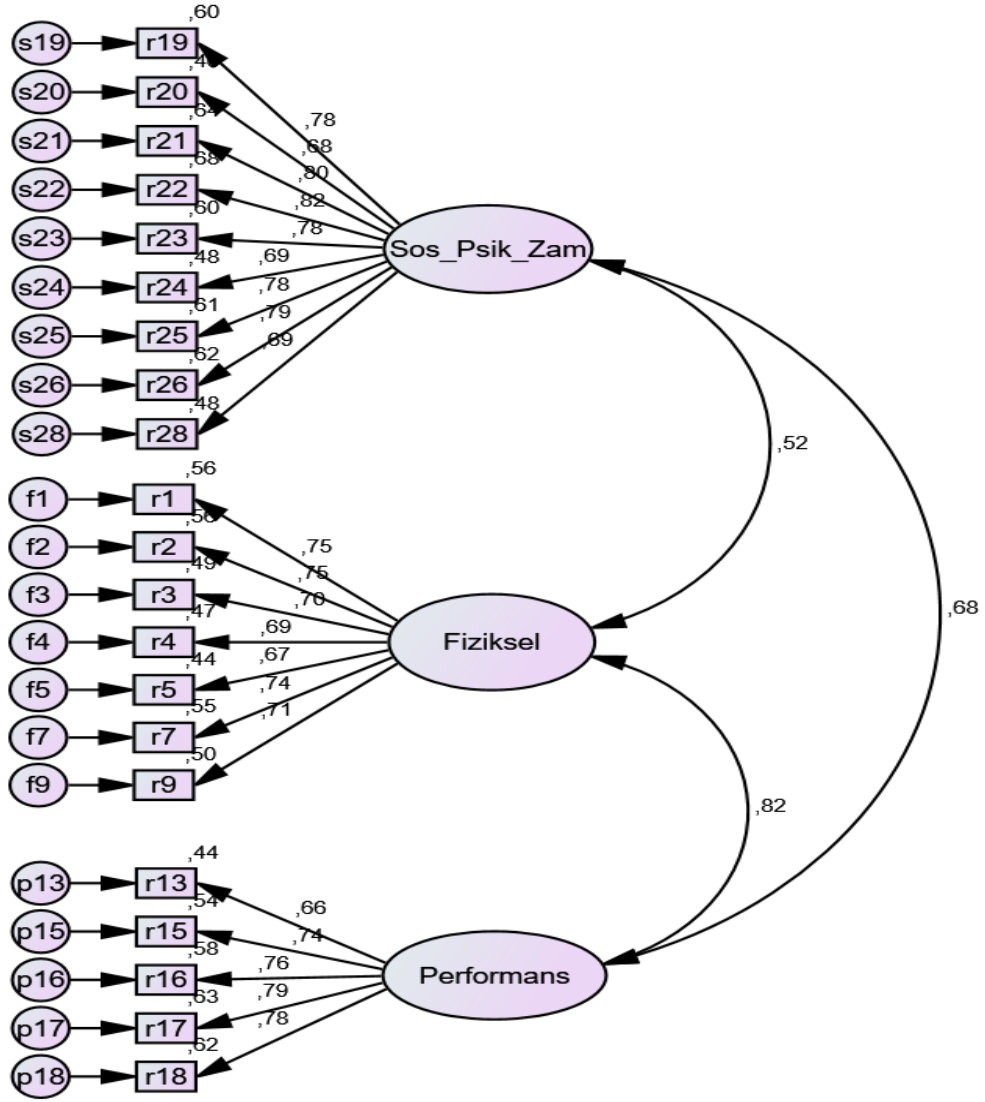 ,60
s19 r19
,78
s20 r20
,68
,64
s21 r21
,80
,68
s22 r22
,82
,60
s23 r23
,78
Sos_Psik_Zam
,48
s24 r24
,69
,61
s25 r25
,78
,62
s26 r26
,79
,48
s28 r28
,69
,52
,56
f1 r1
,75
,56
f2 r2
,75
,49
f3 r3
,70
,47
f4 r4
,69
Fiziksel
,44
f5 r5
,67
,55
f7 r7
,74
,50
f9 r9
,71
,68
,82
,44
p13 r13
,66
,54
p15 r15
,74
,58
p16 r16
,76
Performans
,63
p17 r17
,79
,62
p18 r18
,78